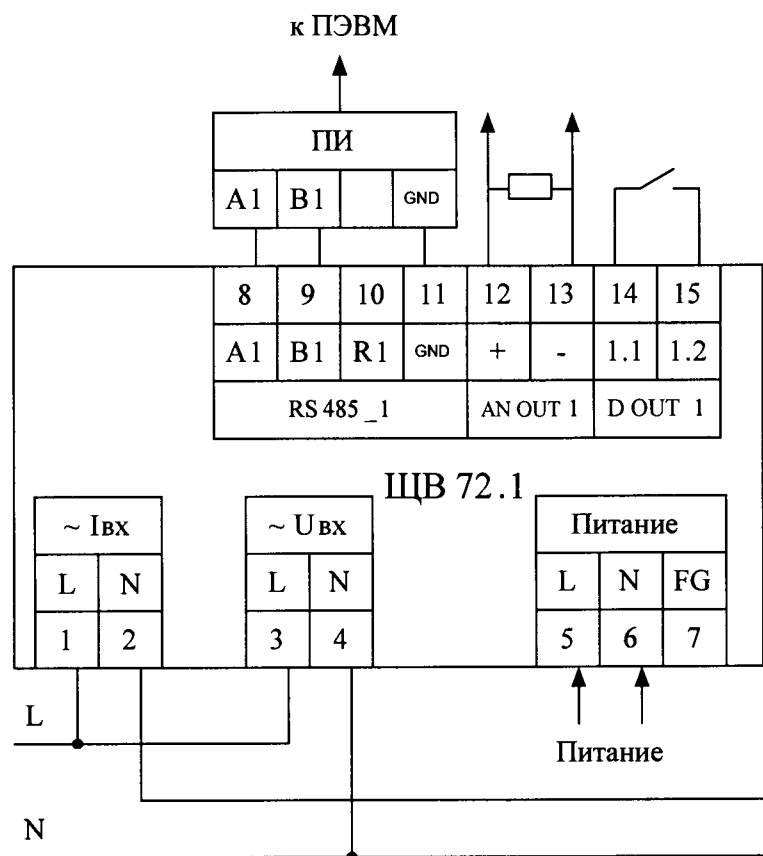 к ПЭВМ
ПИ
A1 B1 GND
8 9 10 11 12 13 14 15
A1 B1 R1 GND + - 1.1 1.2
RS 485 _1 AN OUT 1 D OUT 1
ЩВ 72.1
~ Iвх ~ Uвх Питание
L N L N L N FG
1 2 3 4 5 6 7
L
Питание
N